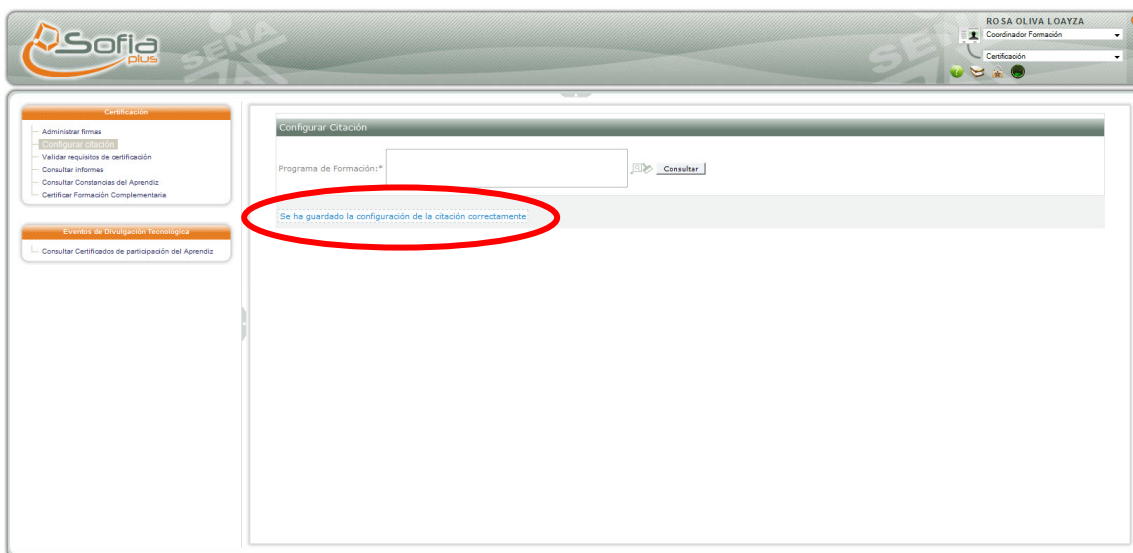 Sofia
plus
SENA
SENA
ROSA OLIVA LOAYZA
Coordinador Formación
Certificación
Certificación
Administrar firmas
Configurar citación
Validar requisitos de certificación
Consultar informes
Consultar Constancias del Aprendiz
Certificar Formación Complementaria
Eventos de Divulgación Tecnológica
Consultar Certificados de participación del Aprendiz
Configurar Citación
Programa de Formación:*
Consultar
Se ha guardado la configuración de la citación correctamente